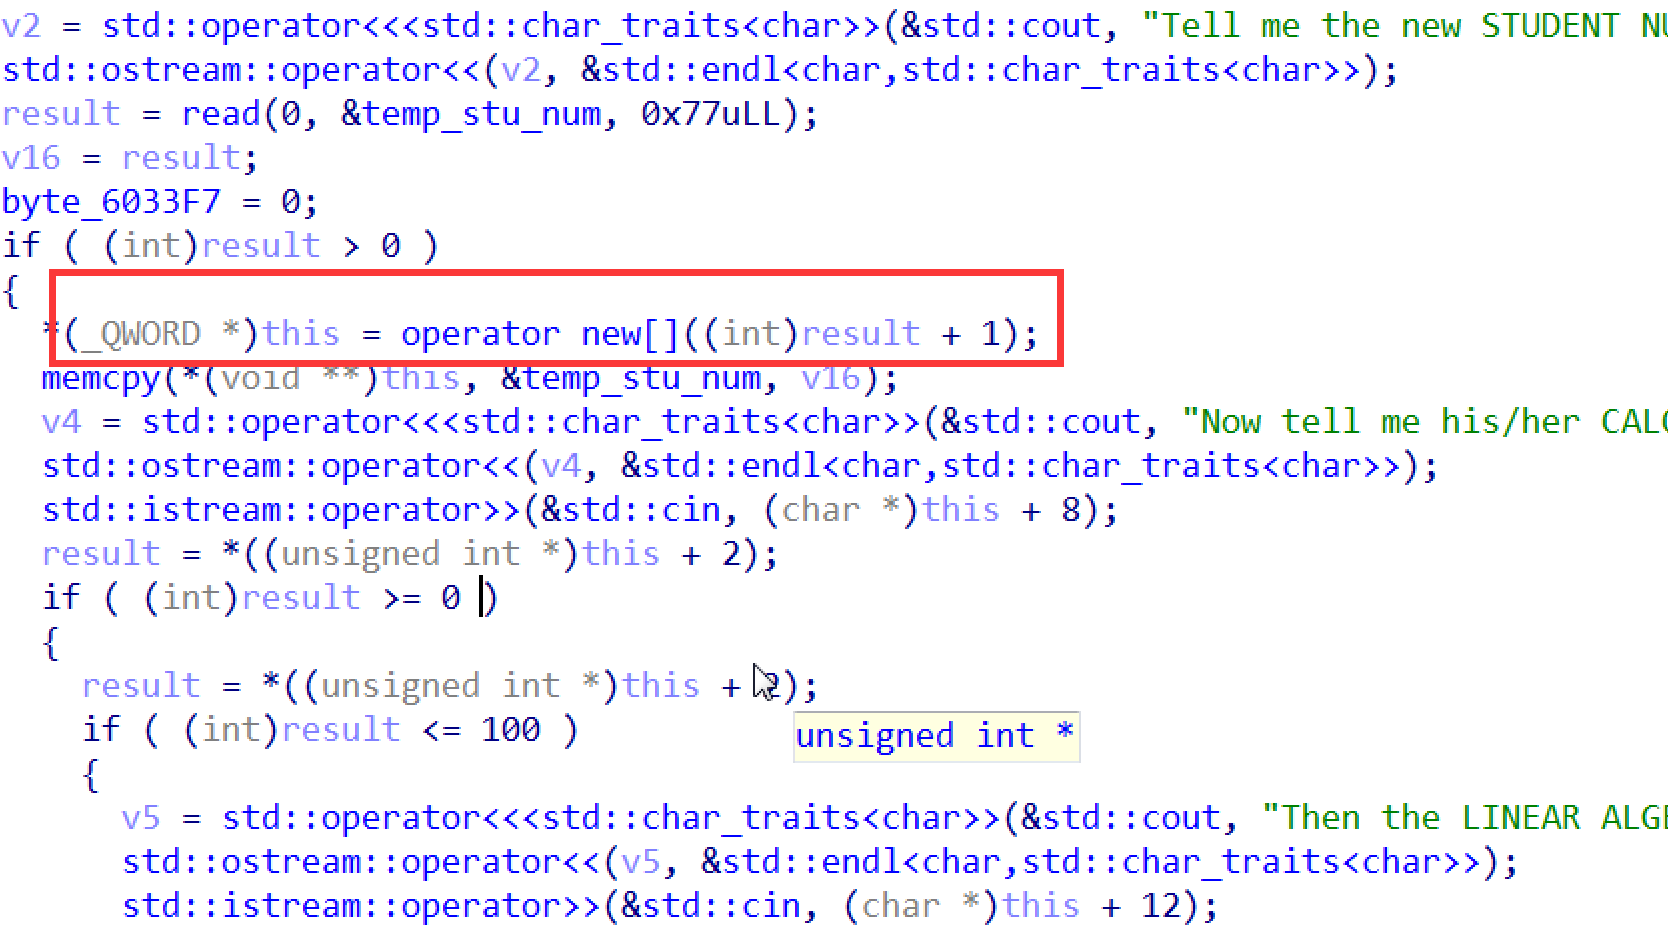 v2 = std::operator<<<std::char_traits<char>>(&std::cout, "Tell me the new STUDENT
std::ostream::operator<<(v2, &std::endl<char,std::char_traits<char>>);
result = read(0, &temp_stu_num, 0x77uLL);
v16 = result;
byte_6033F7 = 0;
if ( (int)result > 0 )
{
*(_QWORD *)this = operator new[]((int)result + 1);
memcpy(*(void **)this, &temp_stu_num, v16);
v4 = std::operator<<<std::char_traits<char>>(&std::cout, "Now tell me his/her
std::ostream::operator<<(v4, &std::endl<char,std::char_traits<char>>);
std::istream::operator>>(&std::cin, (char *)this + 8);
result = *((unsigned int *)this + 2);
if ( (int)result >= 0 )
{
result = *((unsigned int *)this + 2);
if ( (int)result <= 100 )
unsigned int *
{
v5 = std::operator<<<std::char_traits<char>>(&std::cout, "Then the LINEAR
std::ostream::operator<<(v5, &std::endl<char,std::char_traits<char>>);
std::istream::operator>>(&std::cin, (char *)this + 12);